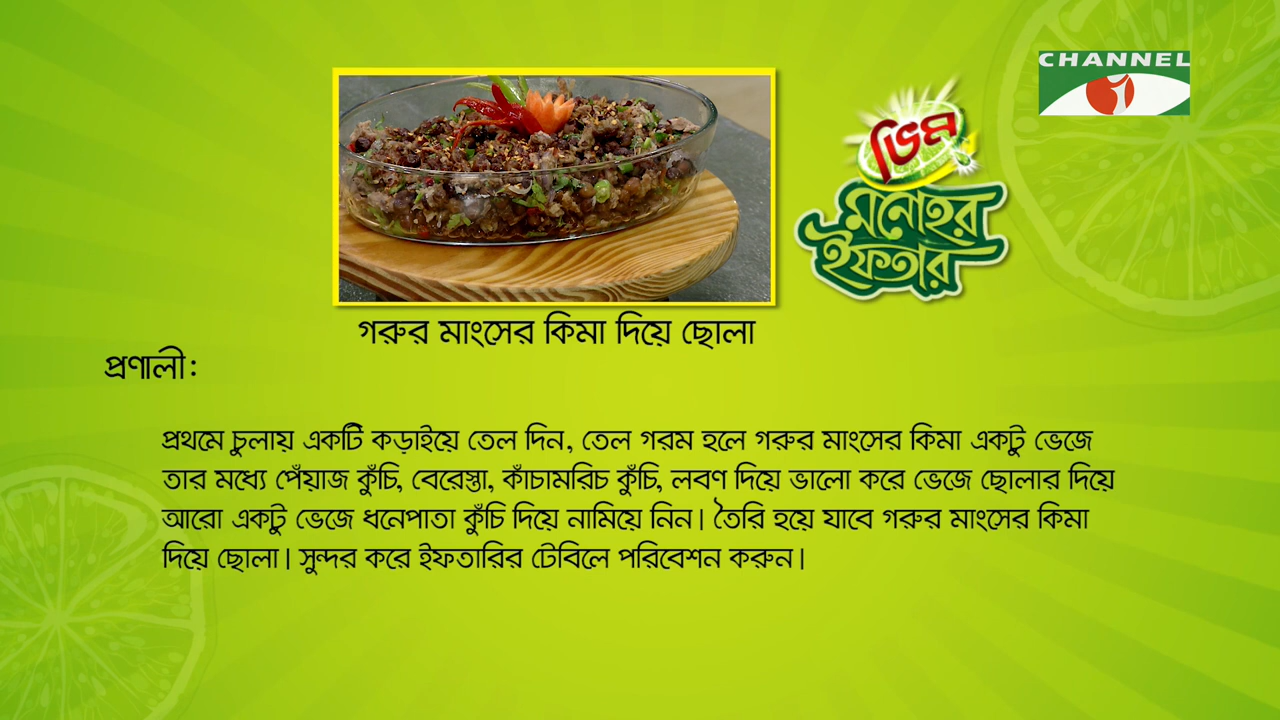 CHANNEL
i
ভিম
মনোহর
ইফতার
গরুর মাংসের কিমা দিয়ে ছোলা
প্রণালী:
প্রথমে চুলায় একটি কড়াইয়ে তেল দিন, তেল গরম হলে গরুর মাংসের কিমা একটু ভেজে
তার মধ্যে পেঁয়াজ কুঁচি, বেরেস্তা, কাঁচামরিচ কুঁচি, লবণ দিয়ে ভালো করে ভেজে ছোলার দিয়ে
আরো একটু ভেজে ধনেপাতা কুঁচি দিয়ে নামিয়ে নিন। তৈরি হয়ে যাবে গরুর মাংসের কিমা
দিয়ে ছোলা। সুন্দর করে ইফতারির টেবিলে পরিবেশন করুন।